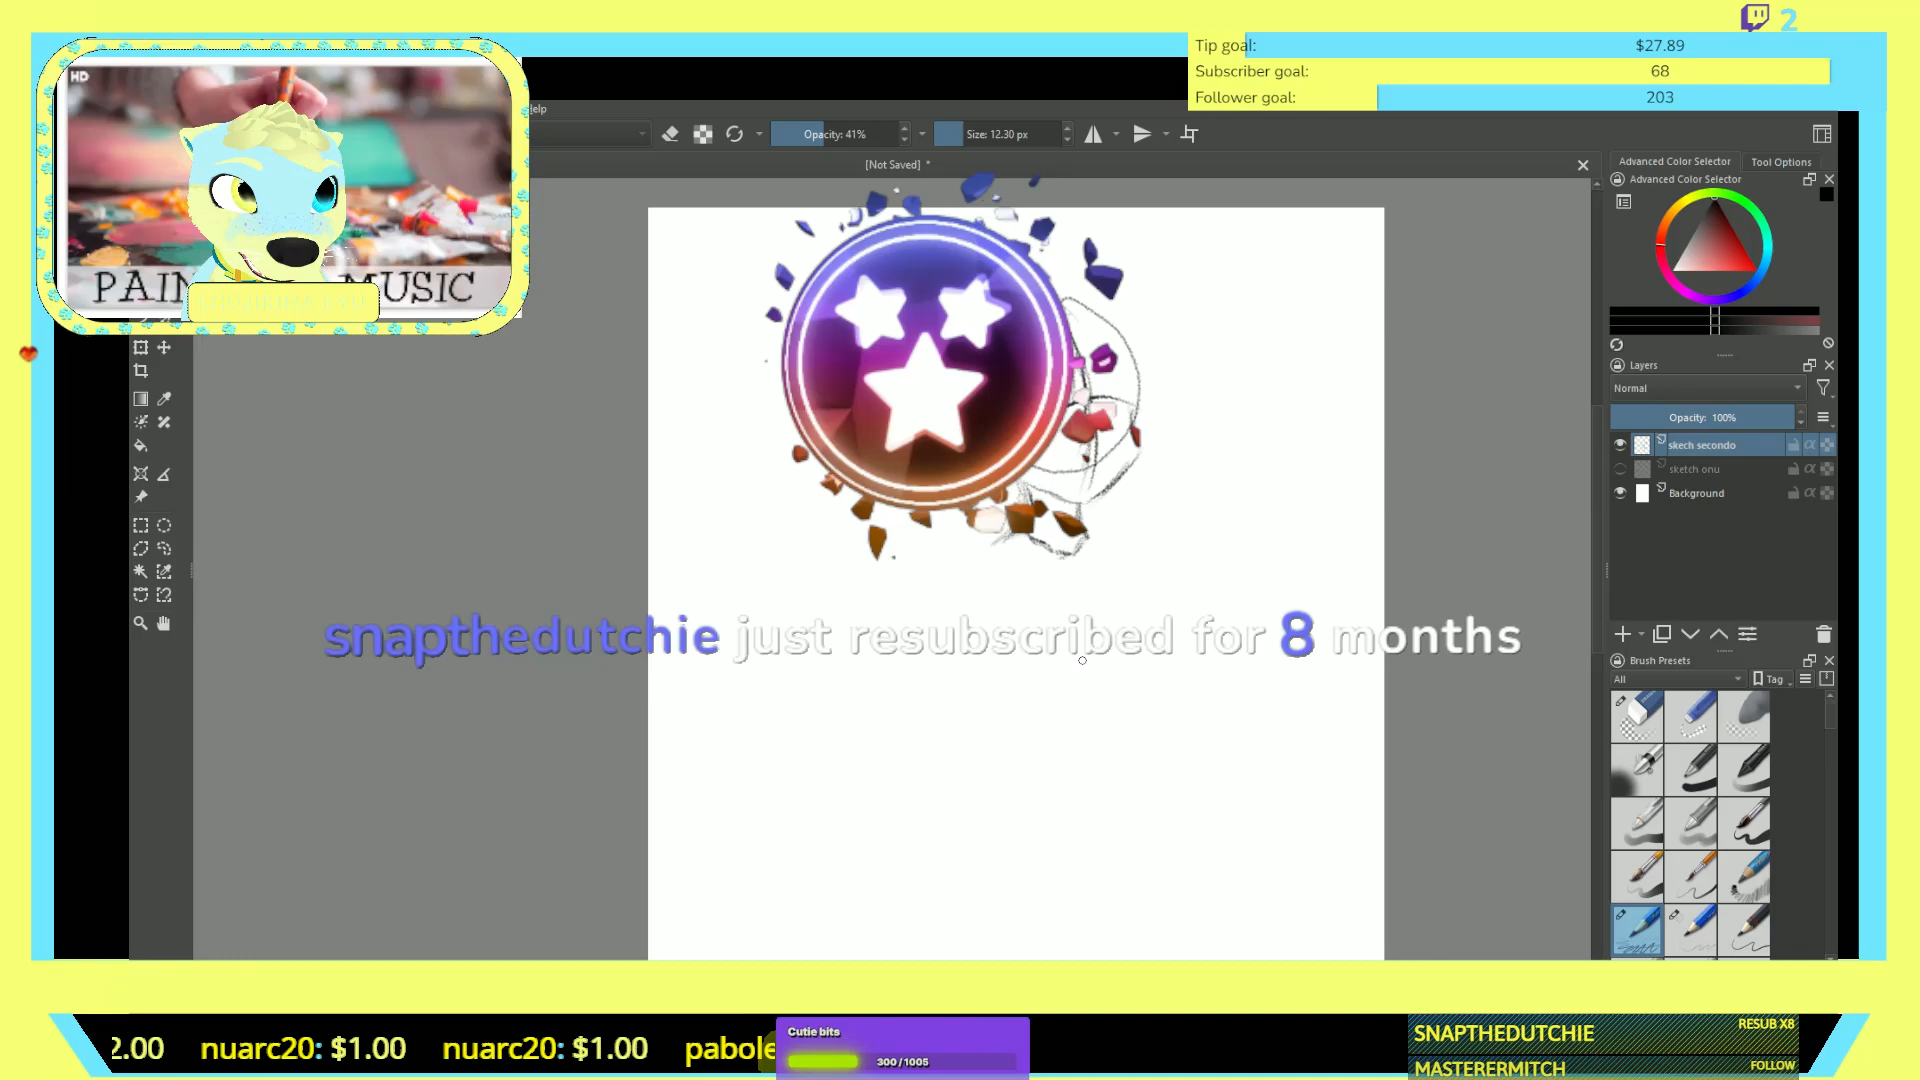 2
Tip goal: $27.89
Subscriber goal: 68
Follower goal: 203
HD
PAIN MUSIC
Help
Opacity: 41%
Size: 12.30 px
[Not Saved] *
Advanced Color Selector
Tool Options
Advanced Color Selector
Layers
Normal
Opacity: 100%
skech secondo
sketch onu
Background
snapthedutchie just resubscribed for 8 months
Brush Presets
All
Tag
2.00 nuarc20: $1.00 nuarc20: $1.00 pabole
Cutie bits
300 / 1005
SNAPTHEDUTCHIE RESUB X8
MASTERERMITCH FOLLOW